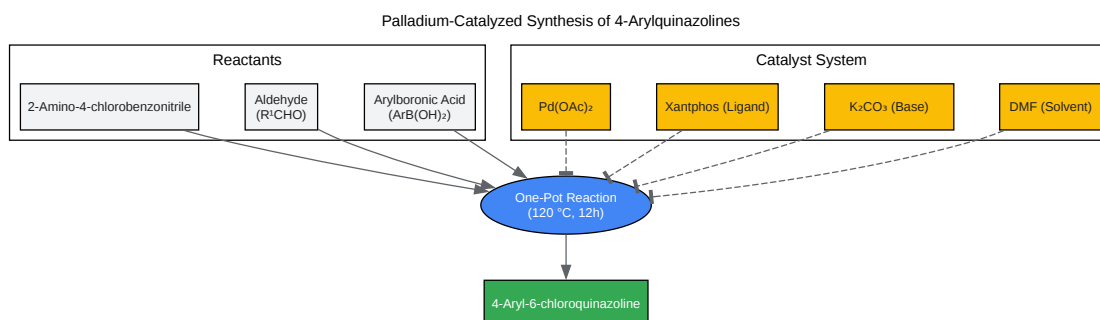 Palladium-Catalyzed Synthesis of 4-Arylquinazolines
Reactants
Catalyst System
2-Amino-4-chlorobenzonitrile
Aldehyde
(R¹CHO)
Arylboronic Acid
(ArB(OH)₂)
Pd(OAc)₂
Xantphos (Ligand)
K₂CO₃ (Base)
DMF (Solvent)
One-Pot Reaction
(120 °C, 12h)
4-Aryl-6-chloroquinazoline